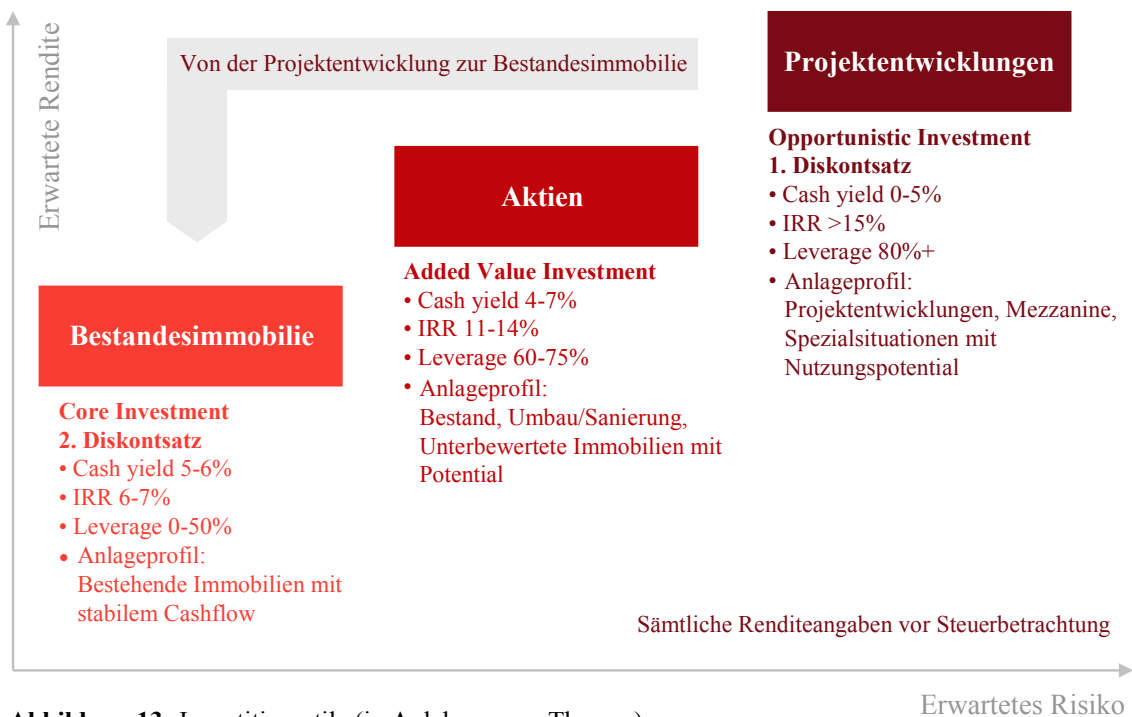 Erwartete Rendite
Von der Projektentwicklung zur Bestandesimmobilie
Projektentwicklungen
Opportunistic Investment
1. Diskontsatz
• Cash yield 0-5%
• IRR >15%
• Leverage 80%+
• Anlageprofil:
Projektentwicklungen, Mezzanine,
Spezialsituationen mit
Nutzungspotential
Aktien
Added Value Investment
• Cash yield 4-7%
• IRR 11-14%
• Leverage 60-75%
• Anlageprofil:
Bestand, Umbau/Sanierung,
Unterbewertete Immobilien mit
Potential
Bestandesimmobilie
Core Investment
2. Diskontsatz
• Cash yield 5-6%
• IRR 6-7%
• Leverage 0-50%
• Anlageprofil:
Bestehende Immobilien mit
stabilem Cashflow
Sämtliche Renditeangaben vor Steuerbetrachtung
Erwartetes Risiko